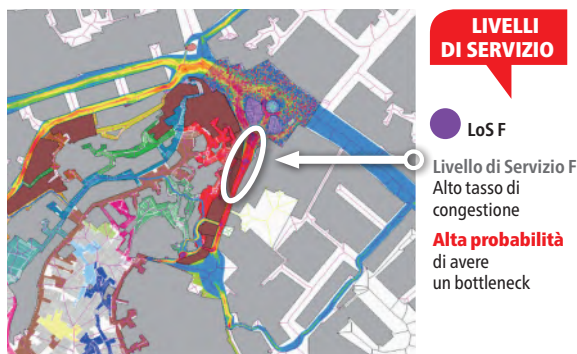 LIVELLI
DI SERVIZIO
LoS F
Livello di Servizio F
Alto tasso di
congestione
Alta probabilità
di avere
un bottleneck